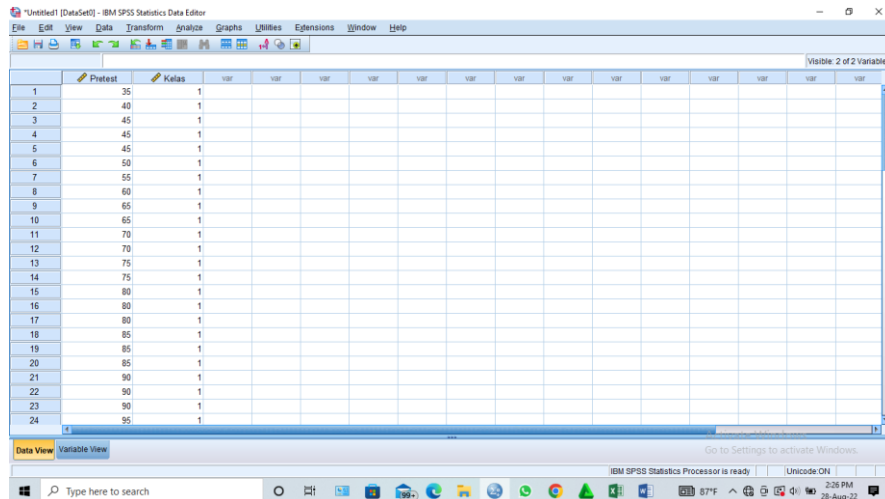 *Untitled1 [DataSet0] - IBM SPSS Statistics Data Editor
File Edit View Data Transform Analyze Graphs Utilities Extensions Window Help
Visible: 2 of 2 Variable
Pretest Kelas var var var var var var var var var var var var var
1 35 1
2 40 1
3 45 1
4 45 1
5 45 1
6 50 1
7 55 1
8 60 1
9 65 1
10 65 1
11 70 1
12 70 1
13 75 1
14 75 1
15 80 1
16 80 1
17 80 1
18 85 1
19 85 1
20 85 1
21 90 1
22 90 1
23 90 1
24 95 1
Data View Variable View
Go to Settings to activate Windows.
IBM SPSS Statistics Processor is ready Unicode:ON
Type here to search 99+ 87°F 2:26 PM
28-Aug-22